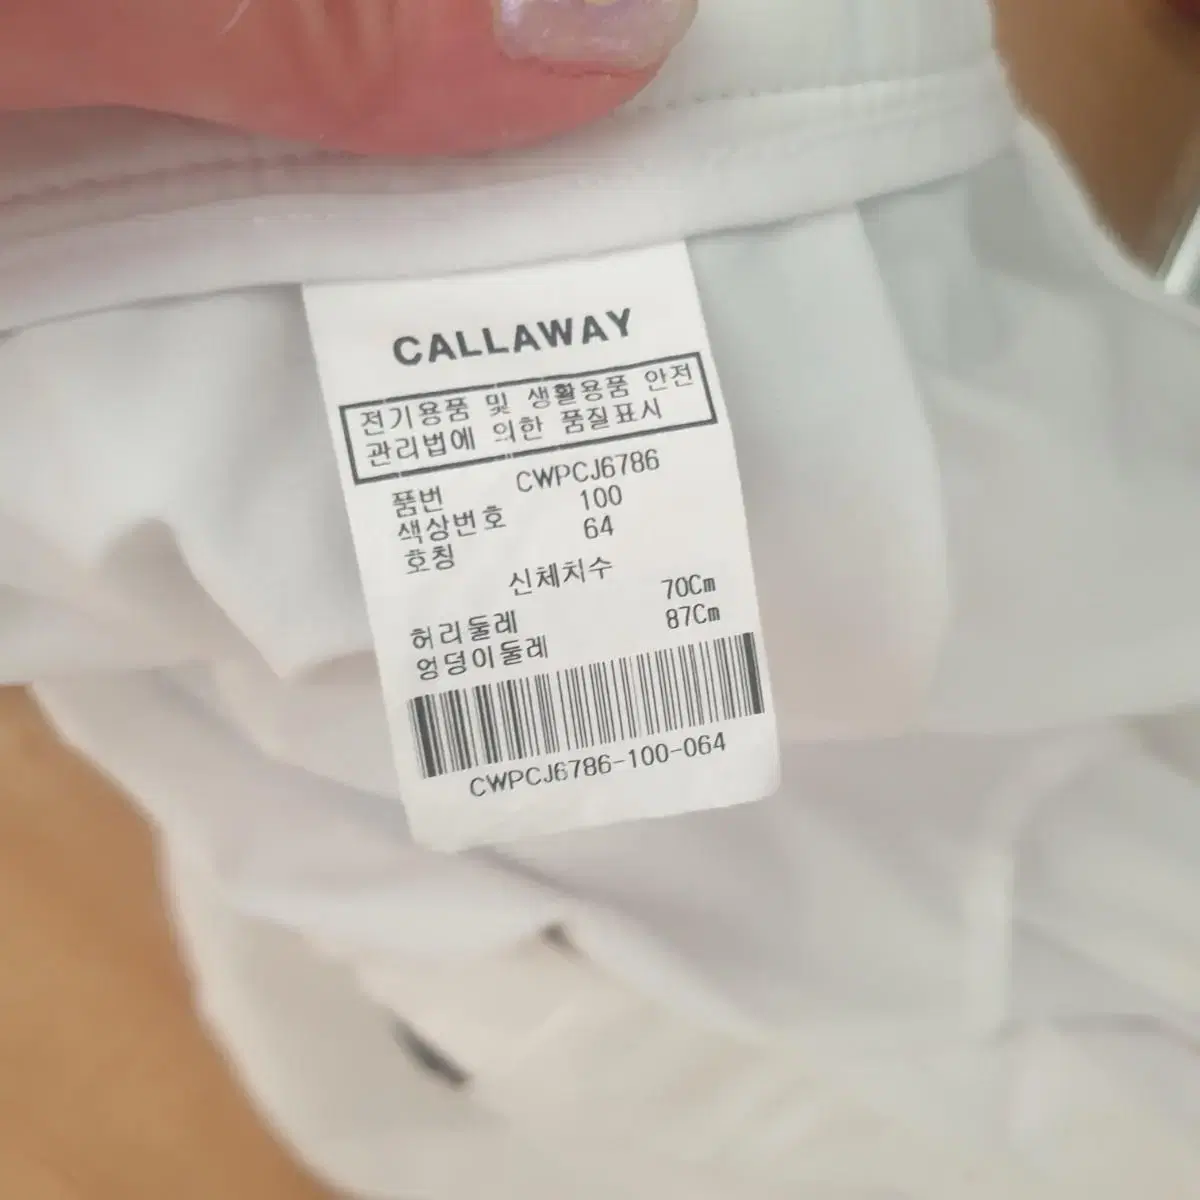 CALLAWAY
전기용품 및 생활용품 안전
관리법에 의한 품질표시
품번 CWPCJ6786
색상번호 100
호칭 64
신체치수
허리둘레 70Cm
엉덩이둘레 87Cm
CWPCJ6786-100-064